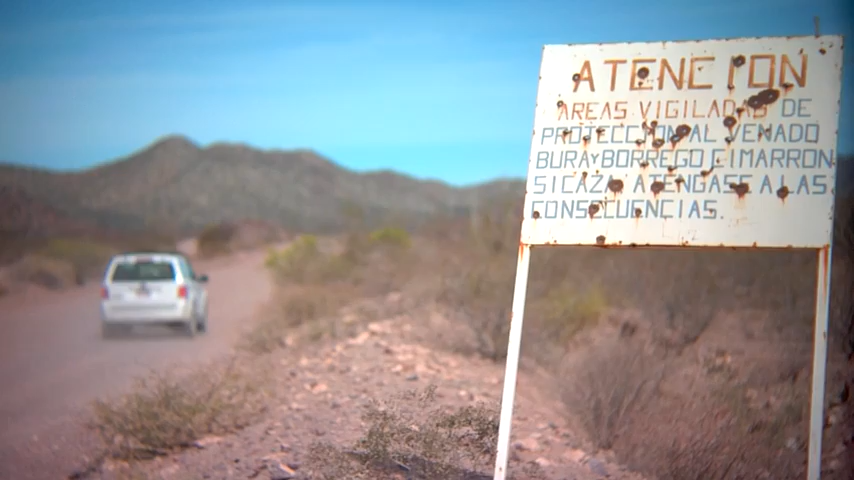 ATENCION
AREAS VIGILADAS DE
PROTECCION AL VENADO
BURA Y BORREGO CIMARRON
SI CAZA ATENGASE A LAS
CONSECUENCIAS.